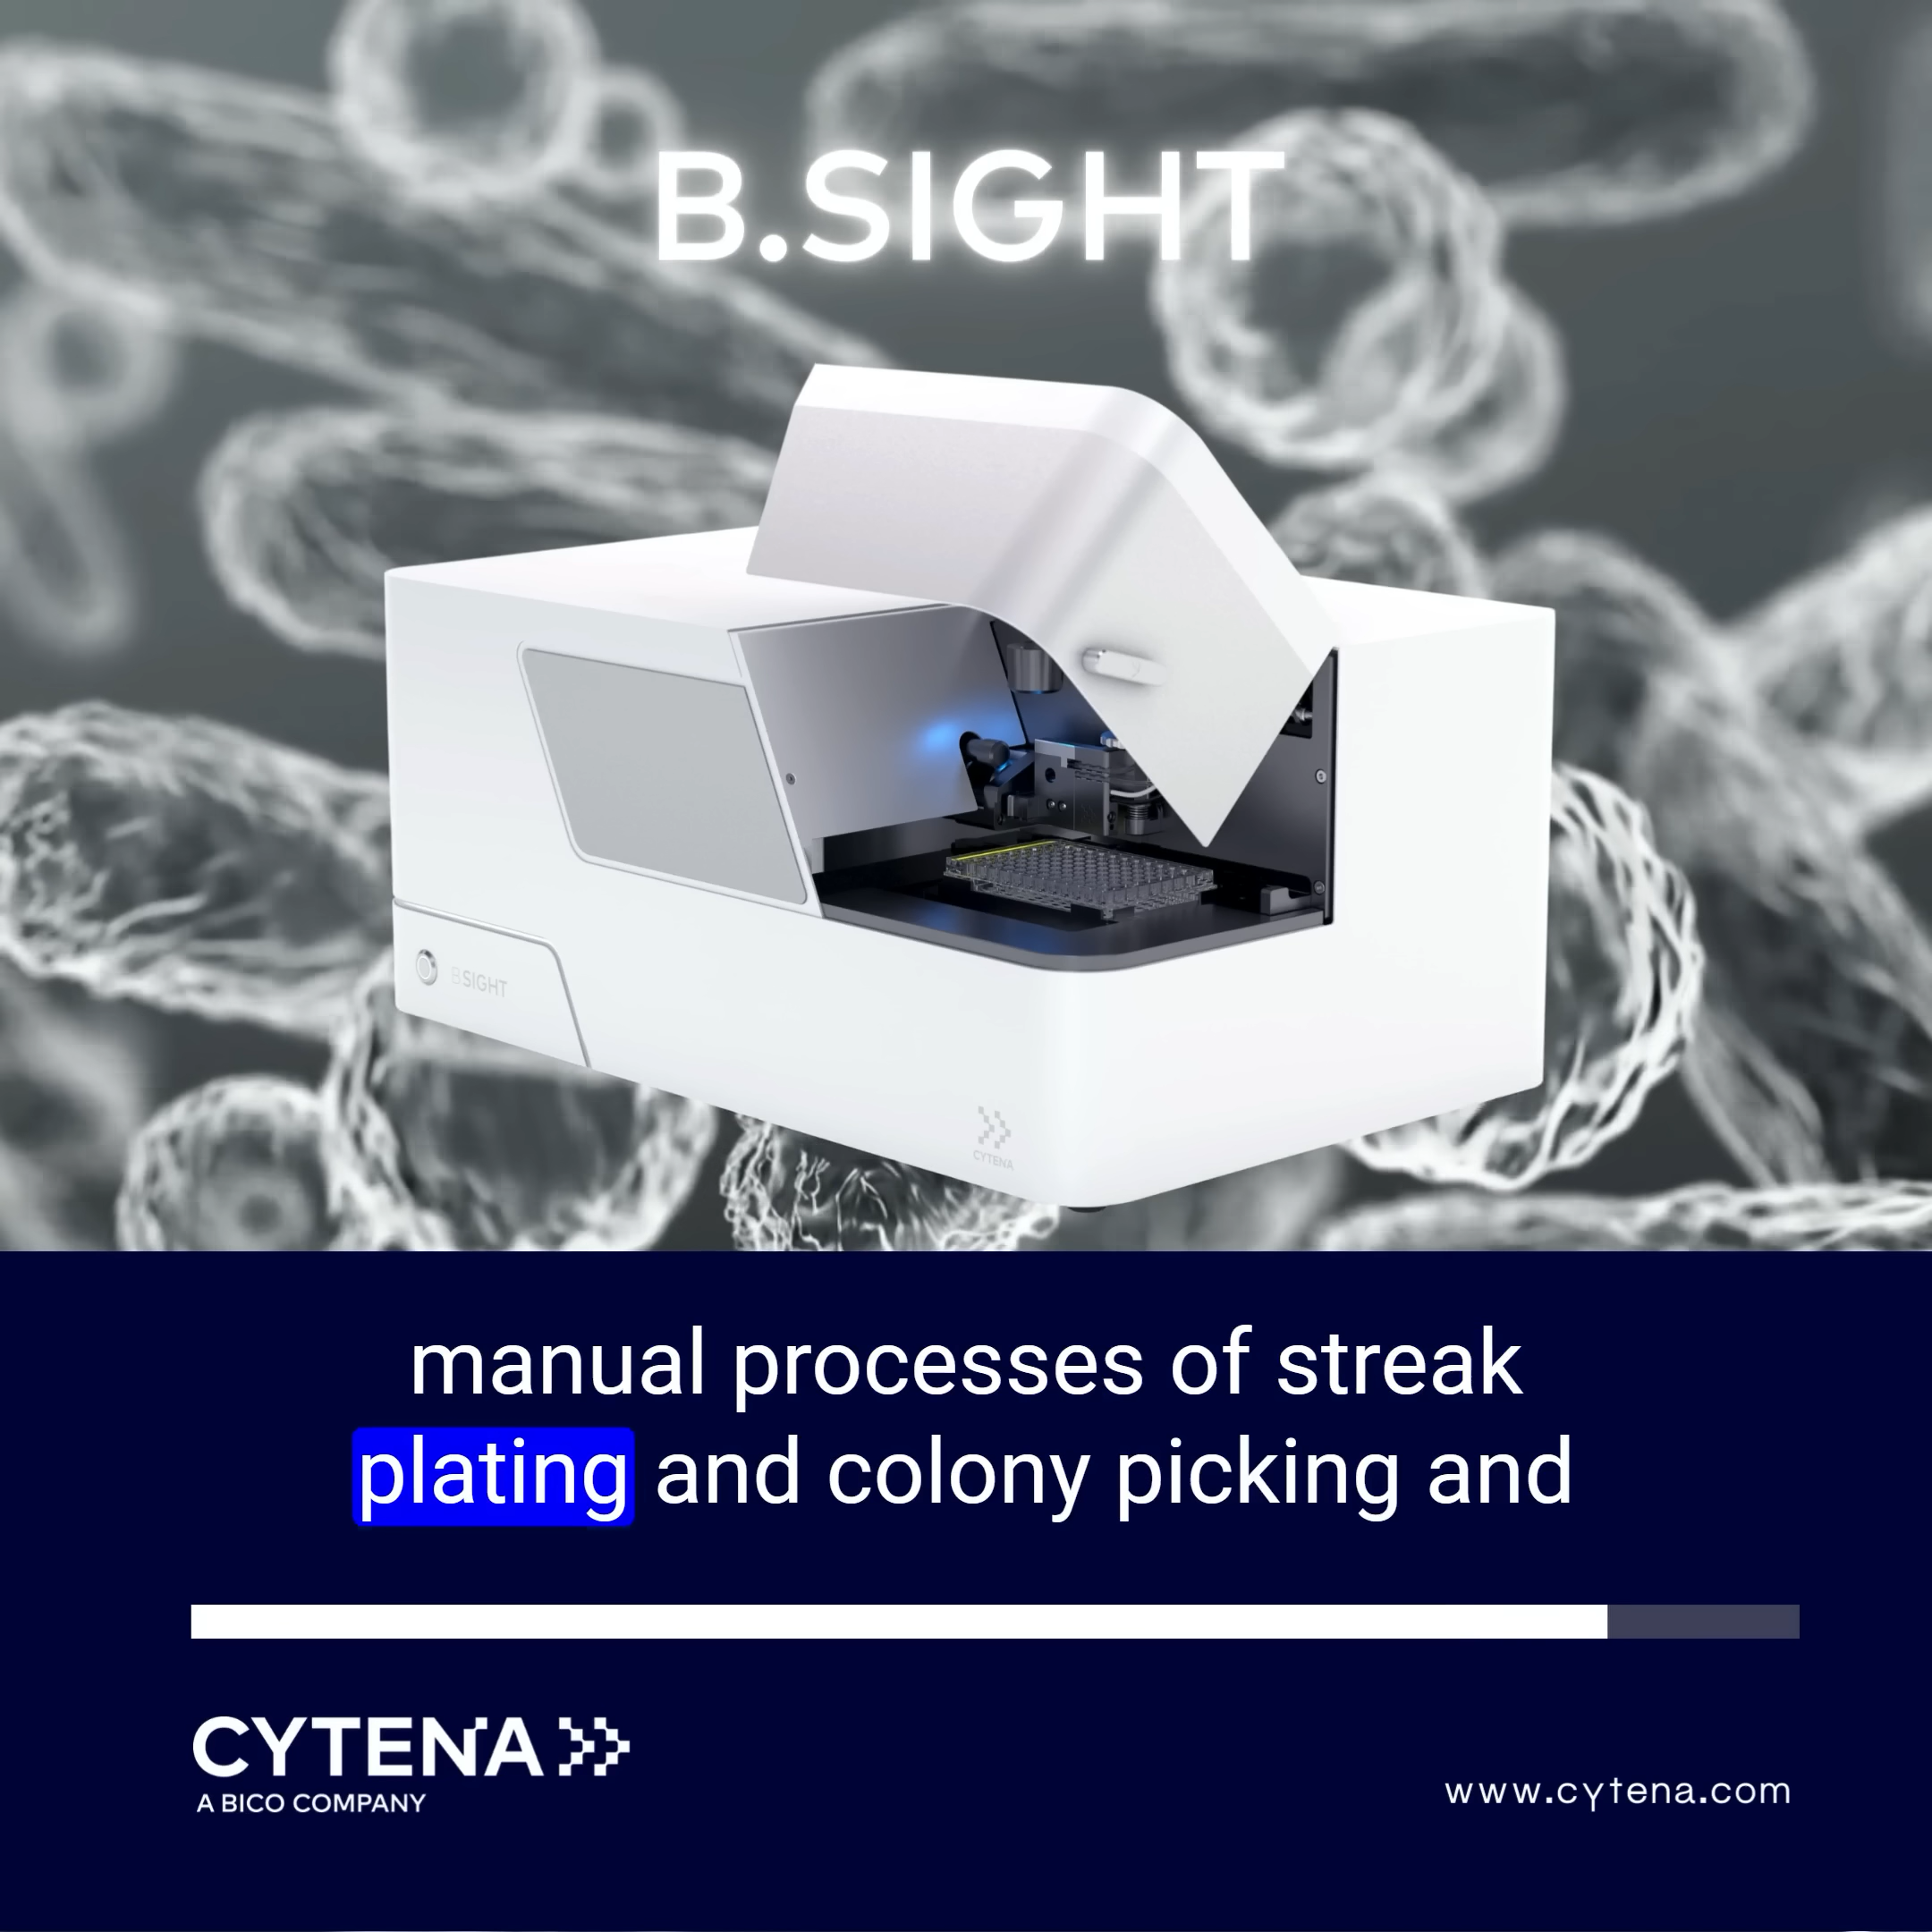 B.SIGHT
B.SIGHT
CYTENA
manual processes of streak
plating and colony picking and
CYTENA
A BICO COMPANY
www.cytena.com